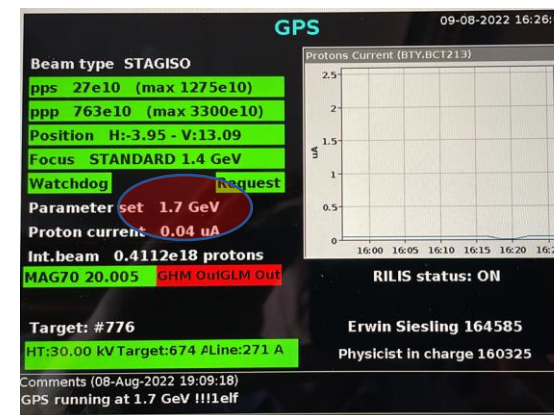 GPS
09-08-2022 16:26:
Beam type STAGISO
pps 27e10 (max 1275e10)
ppp 763e10 (max 3300e10)
Position H:-3.95 - V:13.09
Focus STANDARD 1.4 GeV
Watchdog Request
Parameter set 1.7 GeV
Proton current 0.04 uA
Int.beam 0.4112e18 protons
MAG70 20.005 GHM Out GLM Out
Protons Current (BTY.BCT213)
2.5
2
1.5
1
0.5
0
uA
16:00 16:05 16:10 16:15 16:20 16:2
RILIS status: ON
Target: #776
HT:30.00 kV Target:674 ALine:271 A
Erwin Siesling 164585
Physicist in charge 160325
Comments (08-Aug-2022 19:09:18)
GPS running at 1.7 GeV !!!1elf